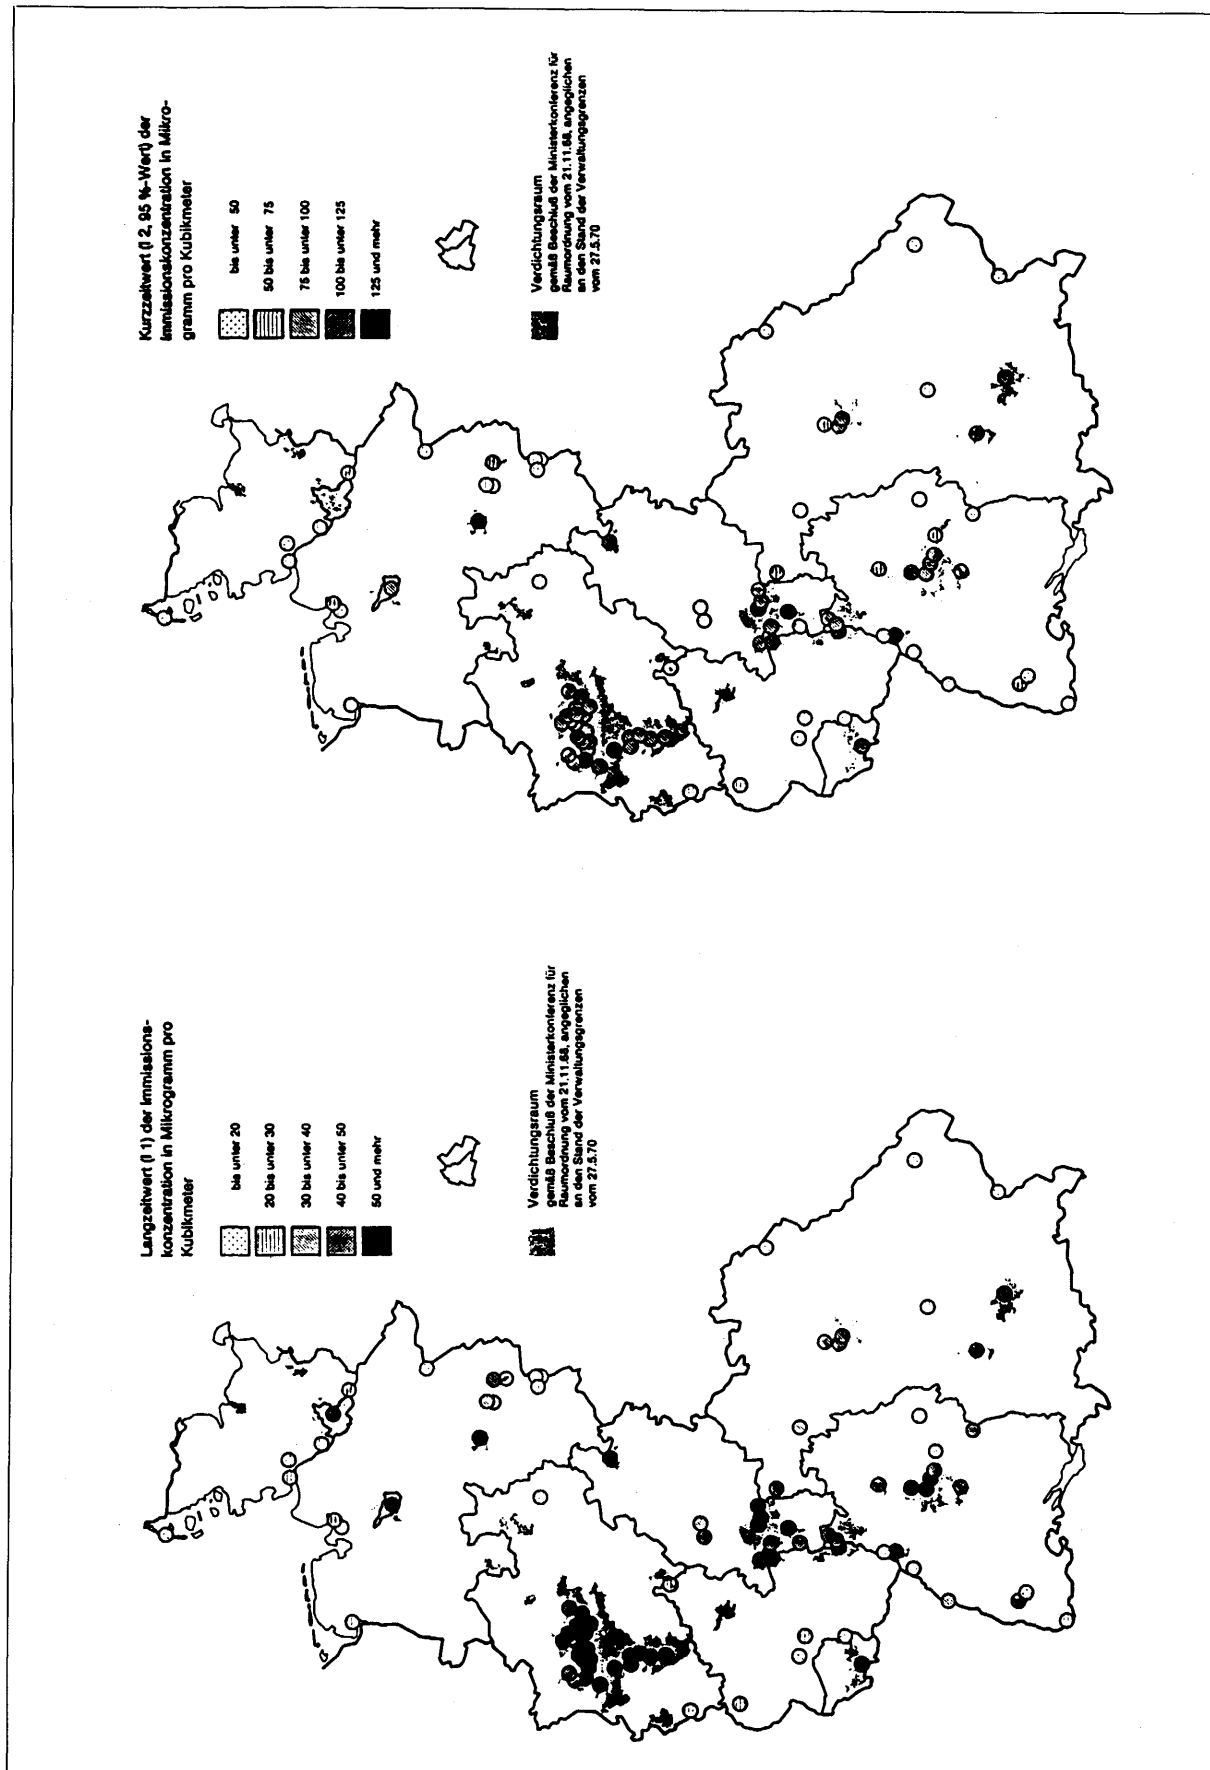 Langzeitwert (I 1) der Immissions-
konzentration in Mikrogramm pro
Kubikmeter
bis unter 20
20 bis unter 30
30 bis unter 40
40 bis unter 50
50 und mehr
Verdichtungsraum
gemäß Beschluß der Ministerkonferenz für
Raumordnung vom 21.11.68, angeglichen
an den Stand der Verwaltungsgrenzen
vom 27.5.70
Kurzzeitwert (I 2, 95 %-Wert) der
Immissionskonzentration in Mikro-
gramm pro Kubikmeter
bis unter 50
50 bis unter 75
75 bis unter 100
100 bis unter 125
125 und mehr
Verdichtungsraum
gemäß Beschluß der Ministerkonferenz für
Raumordnung vom 21.11.68, angeglichen
an den Stand der Verwaltungsgrenzen
vom 27.5.70